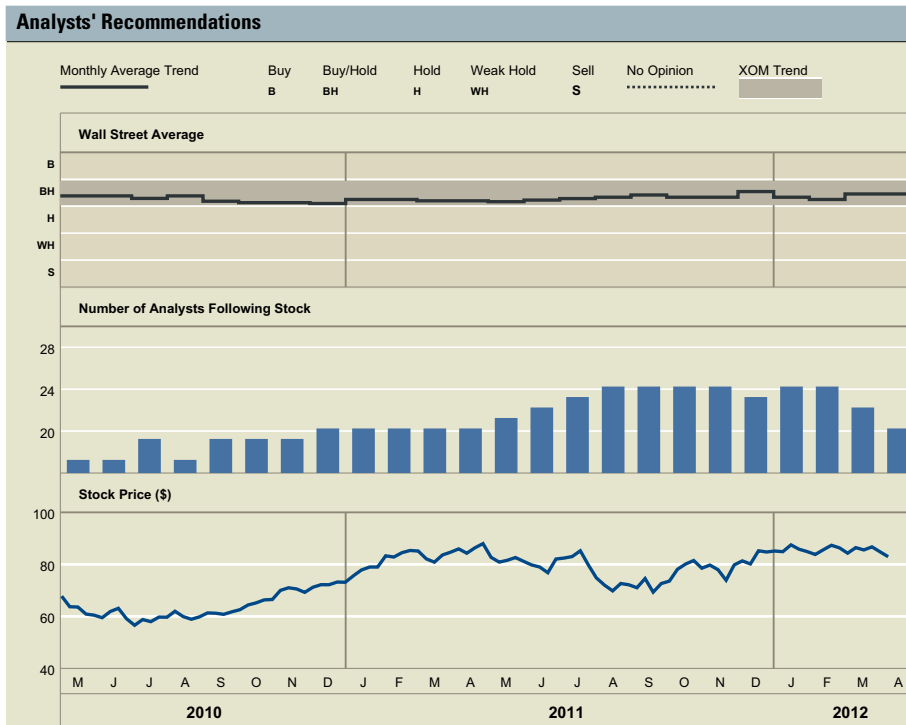 Analysts' Recommendations
Monthly Average Trend Buy Buy/Hold Hold Weak Hold Sell No Opinion XOM Trend
B BH H WH S
Wall Street Average
B
BH
H
WH
S
Number of Analysts Following Stock
28
24
20
Stock Price ($)
100
80
60
40
M J J A S O N D J F M A M J J A S O N D J F M A
2010 2011 2012